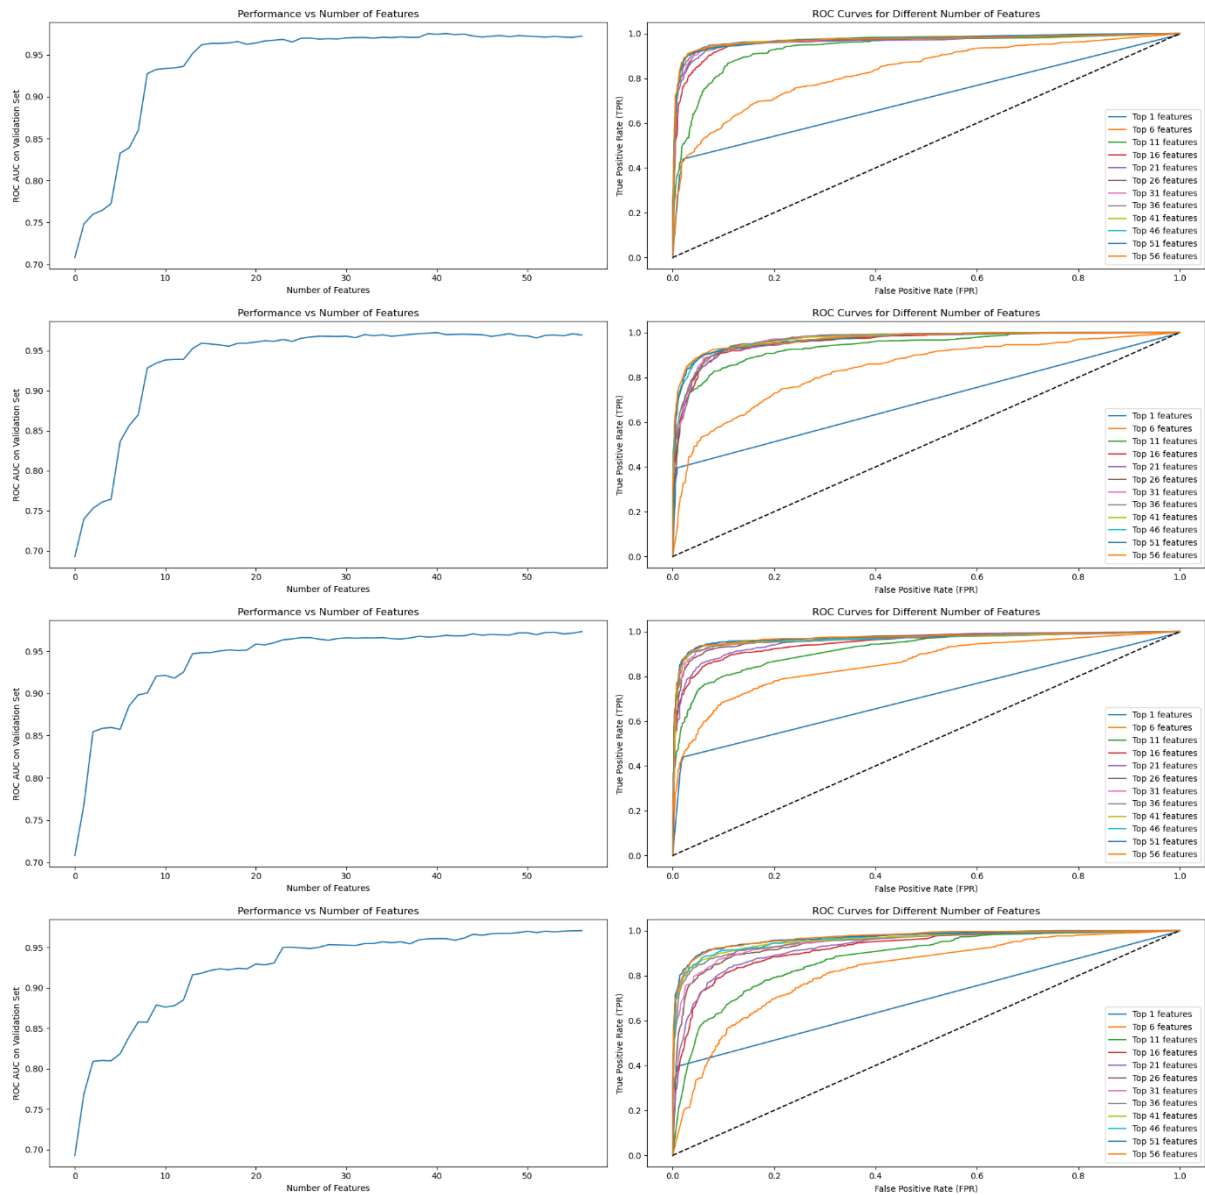 Performance vs Number of Features
ROC AUC on Validation Set
0.95
0.90
0.85
0.80
0.75
0.70
0 10 20 30 40 50
Number of Features
ROC Curves for Different Number of Features
True Positive Rate (TPR)
1.0
0.8
0.6
0.4
0.2
0.0
Top 1 features
Top 6 features
Top 11 features
Top 16 features
Top 21 features
Top 26 features
Top 31 features
Top 36 features
Top 41 features
Top 46 features
Top 51 features
Top 56 features
0.0 0.2 0.4 0.6 0.8 1.0
False Positive Rate (FPR)
Performance vs Number of Features
ROC AUC on Validation Set
0.95
0.90
0.85
0.80
0.75
0.70
0 10 20 30 40 50
Number of Features
ROC Curves for Different Number of Features
True Positive Rate (TPR)
1.0
0.8
0.6
0.4
0.2
0.0
Top 1 features
Top 6 features
Top 11 features
Top 16 features
Top 21 features
Top 26 features
Top 31 features
Top 36 features
Top 41 features
Top 46 features
Top 51 features
Top 56 features
0.0 0.2 0.4 0.6 0.8 1.0
False Positive Rate (FPR)
Performance vs Number of Features
ROC AUC on Validation Set
0.95
0.90
0.85
0.80
0.75
0.70
0 10 20 30 40 50
Number of Features
ROC Curves for Different Number of Features
True Positive Rate (TPR)
1.0
0.8
0.6
0.4
0.2
0.0
Top 1 features
Top 6 features
Top 11 features
Top 16 features
Top 21 features
Top 26 features
Top 31 features
Top 36 features
Top 41 features
Top 46 features
Top 51 features
Top 56 features
0.0 0.2 0.4 0.6 0.8 1.0
False Positive Rate (FPR)
Performance vs Number of Features
ROC AUC on Validation Set
0.95
0.90
0.85
0.80
0.75
0.70
0 10 20 30 40 50
Number of Features
ROC Curves for Different Number of Features
True Positive Rate (TPR)
1.0
0.8
0.6
0.4
0.2
0.0
Top 1 features
Top 6 features
Top 11 features
Top 16 features
Top 21 features
Top 26 features
Top 31 features
Top 36 features
Top 41 features
Top 46 features
Top 51 features
Top 56 features
0.0 0.2 0.4 0.6 0.8 1.0
False Positive Rate (FPR)